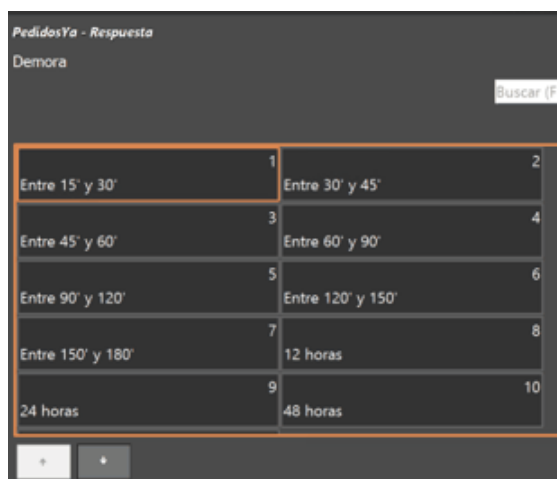 PedidosYa - Respuesta
Demora
Buscar (F
1
Entre 15' y 30'
2
Entre 30' y 45'
3
Entre 45' y 60'
4
Entre 60' y 90'
5
Entre 90' y 120'
6
Entre 120' y 150'
7
Entre 150' y 180'
8
12 horas
9
24 horas
10
48 horas